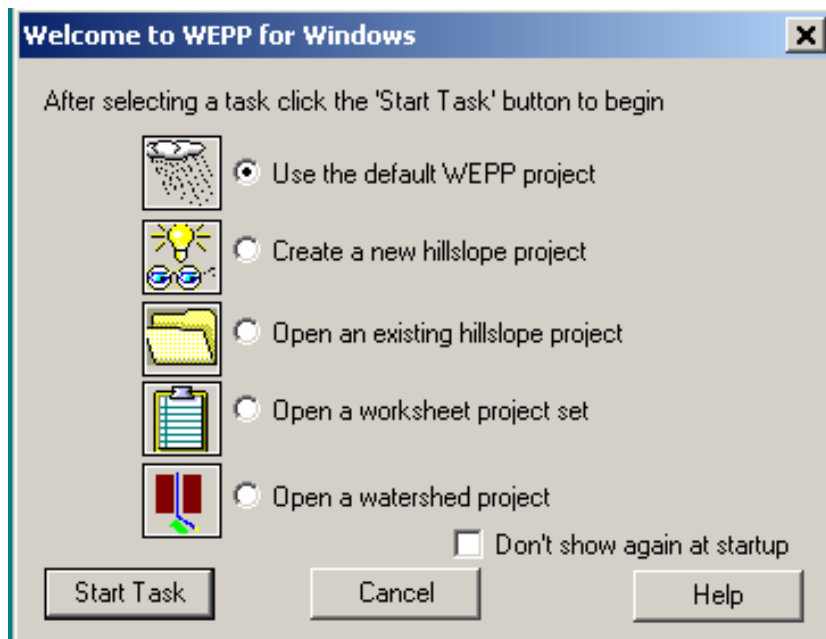 Welcome to WEPP for Windows
After selecting a task click the 'Start Task' button to begin
Use the default WEPP project
Create a new hillslope project
Open an existing hillslope project
Open a worksheet project set
Open a watershed project
Don't show again at startup
Start Task Cancel Help